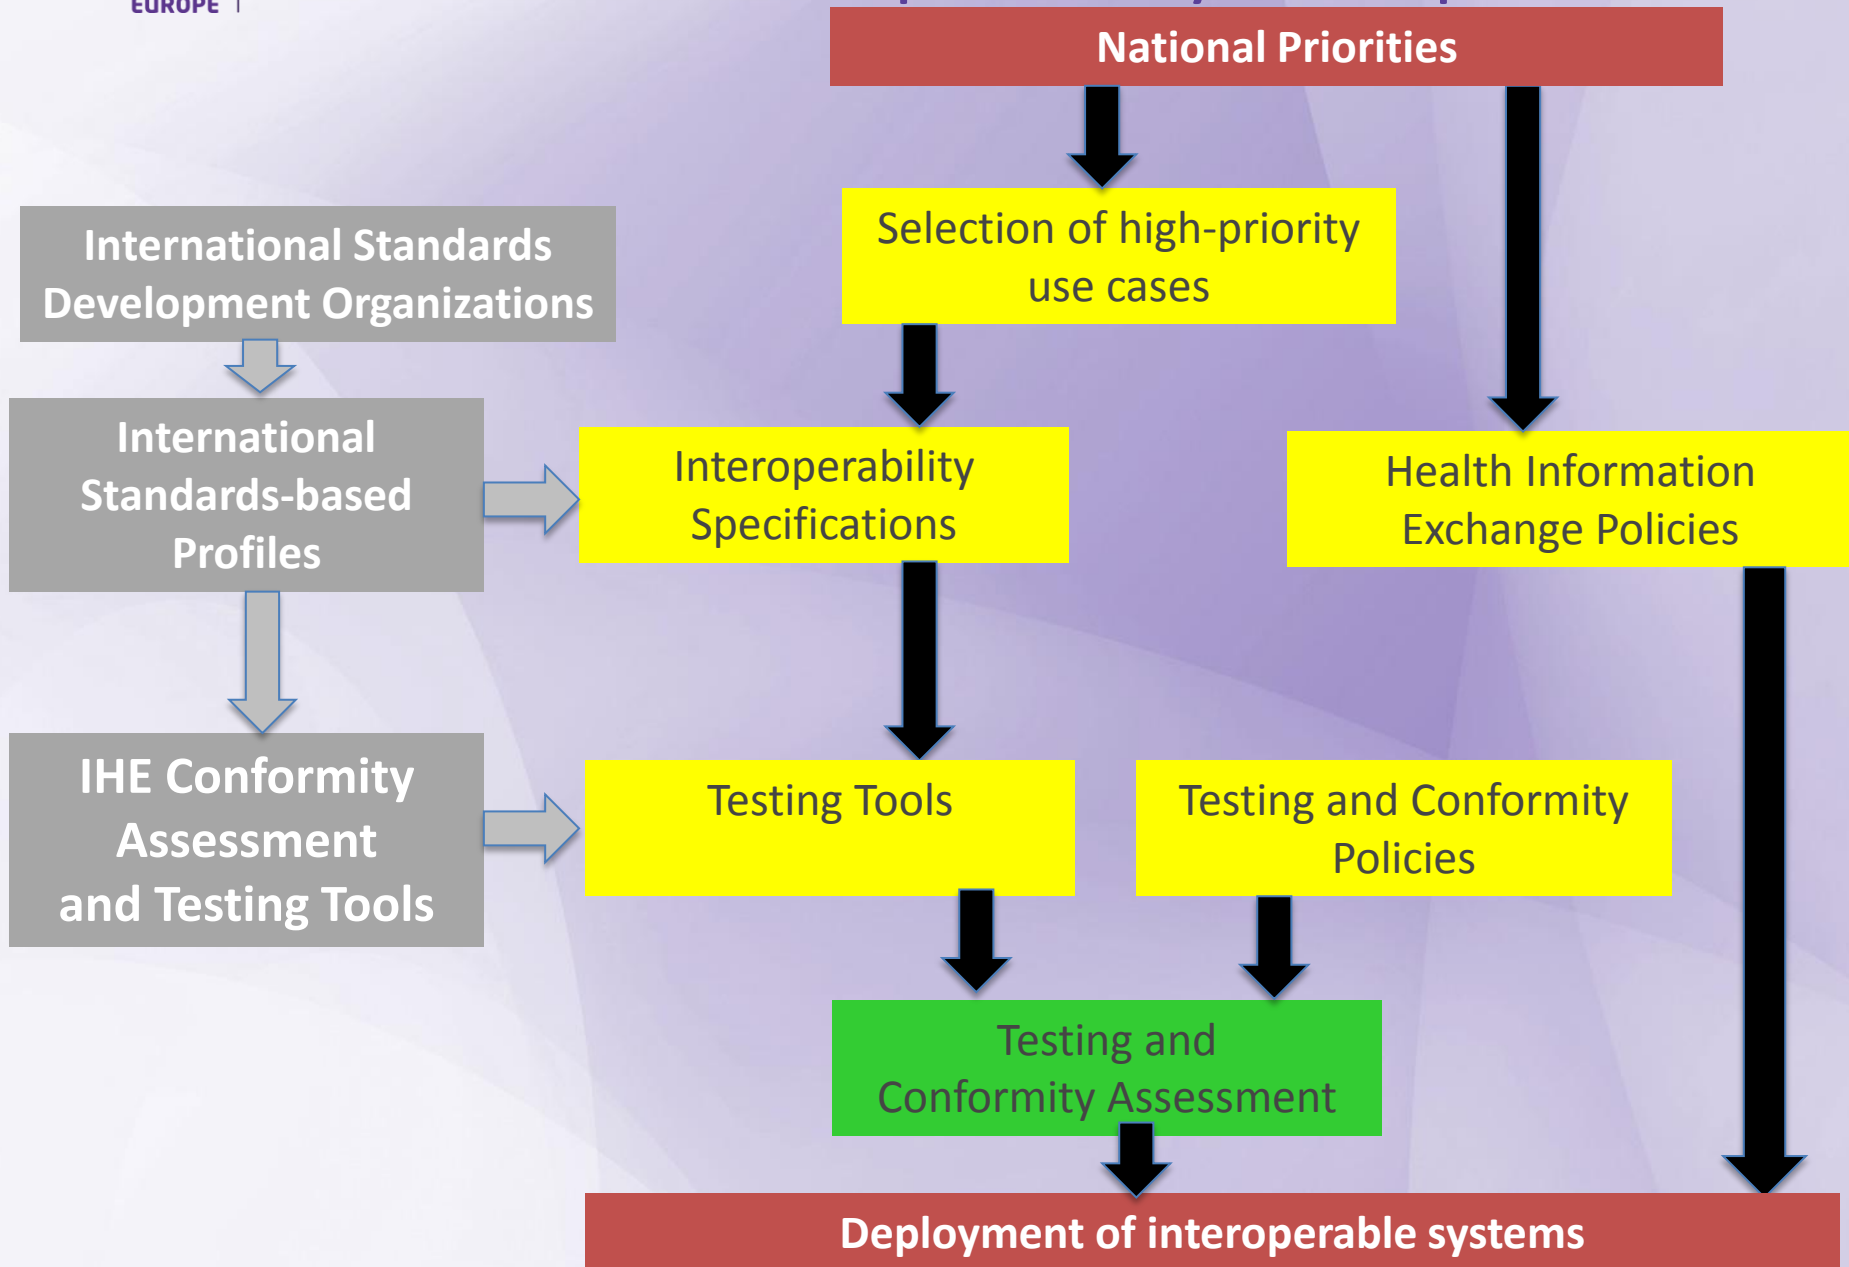 EUROPE
National Priorities
International Standards
Development Organizations
Selection of high-priority
use cases
International
Standards-based
Profiles
Interoperability
Specifications
Health Information
Exchange Policies
IHE Conformity
Assessment
and Testing Tools
Testing Tools
Testing and Conformity
Policies
Testing and
Conformity Assessment
Deployment of interoperable systems